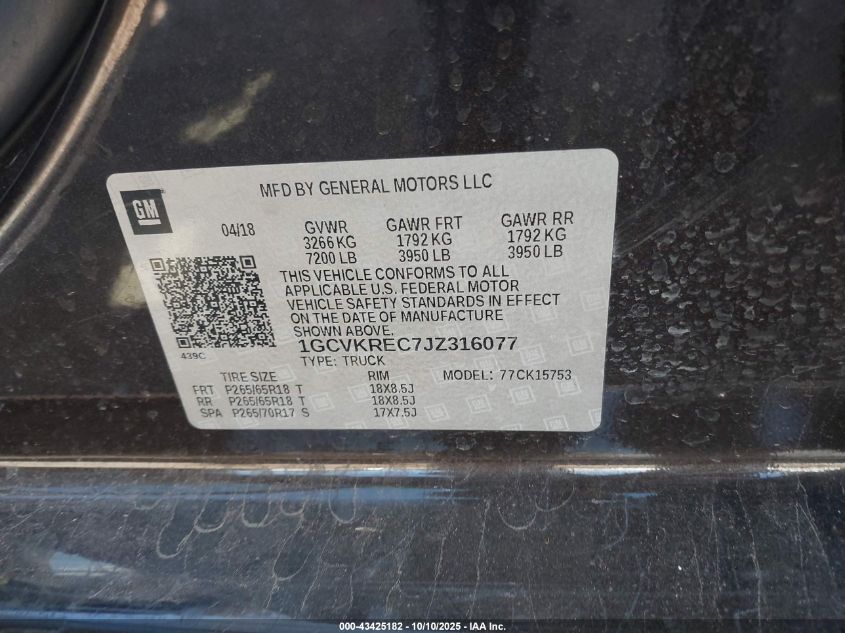 GM
MFD BY GENERAL MOTORS LLC
04/18 GVWR GAWR FRT GAWR RR
3266 KG 1792 KG 1792 KG
7200 LB 3950 LB 3950 LB
THIS VEHICLE CONFORMS TO ALL
APPLICABLE U.S. FEDERAL MOTOR
VEHICLE SAFETY STANDARDS IN EFFECT
ON THE DATE OF MANUFACTURE
SHOWN ABOVE.
439C
1GCVKREC7JZ316077
TYPE: TRUCK
TIRE SIZE RIM MODEL: 77CK15753
FRT P265/65R18 T 18X8.5J
RR P265/65R18 T 18X8.5J
SPA P265/70R17 S 17X7.5J
000-43425182 - 10/10/2025 - IAA Inc.